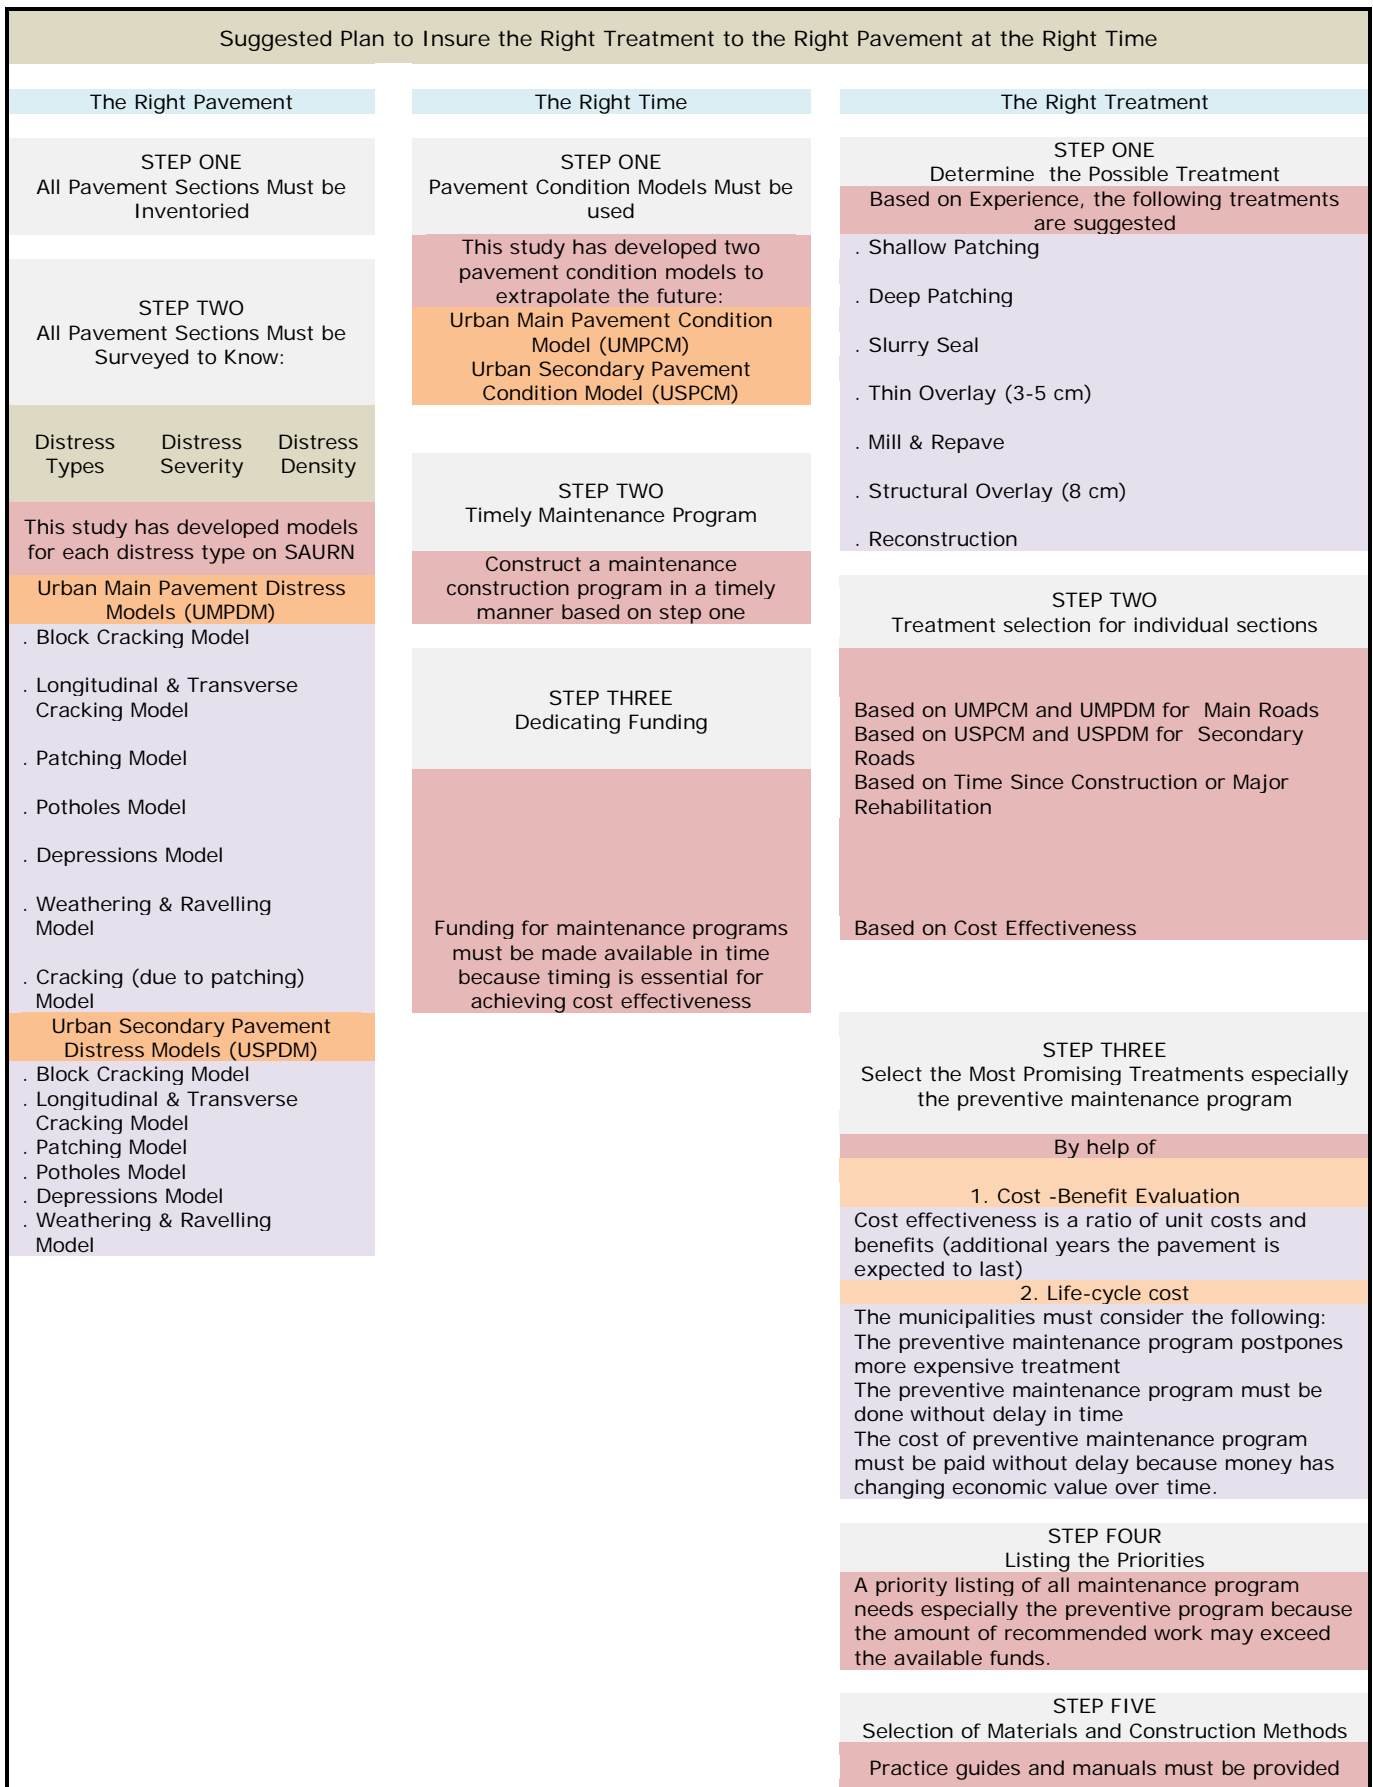 Suggested Plan to Insure the Right Treatment to the Right Pavement at the Right Time
The Right Pavement
STEP ONE
All Pavement Sections Must be
Inventoried
STEP TWO
All Pavement Sections Must be
Surveyed to Know:
Distress Types
Distress Severity
Distress Density
This study has developed models
for each distress type on SAURN
Urban Main Pavement Distress
Models (UMPDM)
. Block Cracking Model
. Longitudinal & Transverse
Cracking Model
. Patching Model
. Potholes Model
. Depressions Model
. Weathering & Ravelling
Model
. Cracking (due to patching)
Model
Urban Secondary Pavement
Distress Models (USPDM)
. Block Cracking Model
. Longitudinal & Transverse
Cracking Model
. Patching Model
. Potholes Model
. Depressions Model
. Weathering & Ravelling
Model
The Right Time
STEP ONE
Pavement Condition Models Must be
used
This study has developed two
pavement condition models to
extrapolate the future:
Urban Main Pavement Condition
Model (UMPCM)
Urban Secondary Pavement
Condition Model (USPCM)
STEP TWO
Timely Maintenance Program
Construct a maintenance
construction program in a timely
manner based on step one
STEP THREE
Dedicating Funding
Funding for maintenance programs
must be made available in time
because timing is essential for
achieving cost effectiveness
The Right Treatment
STEP ONE
Determine the Possible Treatment
Based on Experience, the following treatments
are suggested
. Shallow Patching
. Deep Patching
. Slurry Seal
. Thin Overlay (3-5 cm)
. Mill & Repave
. Structural Overlay (8 cm)
. Reconstruction
STEP TWO
Treatment selection for individual sections
Based on UMPCM and UMPDM for Main Roads
Based on USPCM and USPDM for Secondary
Roads
Based on Time Since Construction or Major
Rehabilitation
Based on Cost Effectiveness
STEP THREE
Select the Most Promising Treatments especially
the preventive maintenance program
By help of
1. Cost -Benefit Evaluation
Cost effectiveness is a ratio of unit costs and
benefits (additional years the pavement is
expected to last)
2. Life-cycle cost
The municipalities must consider the following:
The preventive maintenance program postpones
more expensive treatment
The preventive maintenance program must be
done without delay in time
The cost of preventive maintenance program
must be paid without delay because money has
changing economic value over time.
STEP FOUR
Listing the Priorities
A priority listing of all maintenance program
needs especially the preventive program because
the amount of recommended work may exceed
the available funds.
STEP FIVE
Selection of Materials and Construction Methods
Practice guides and manuals must be provided